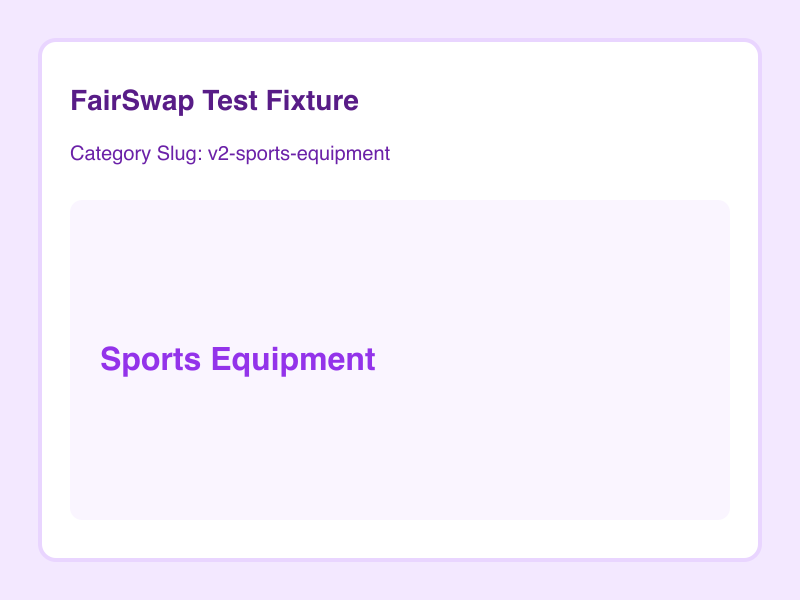 FairSwap Test Fixture
Category Slug: v2-sports-equipment
Sports Equipment